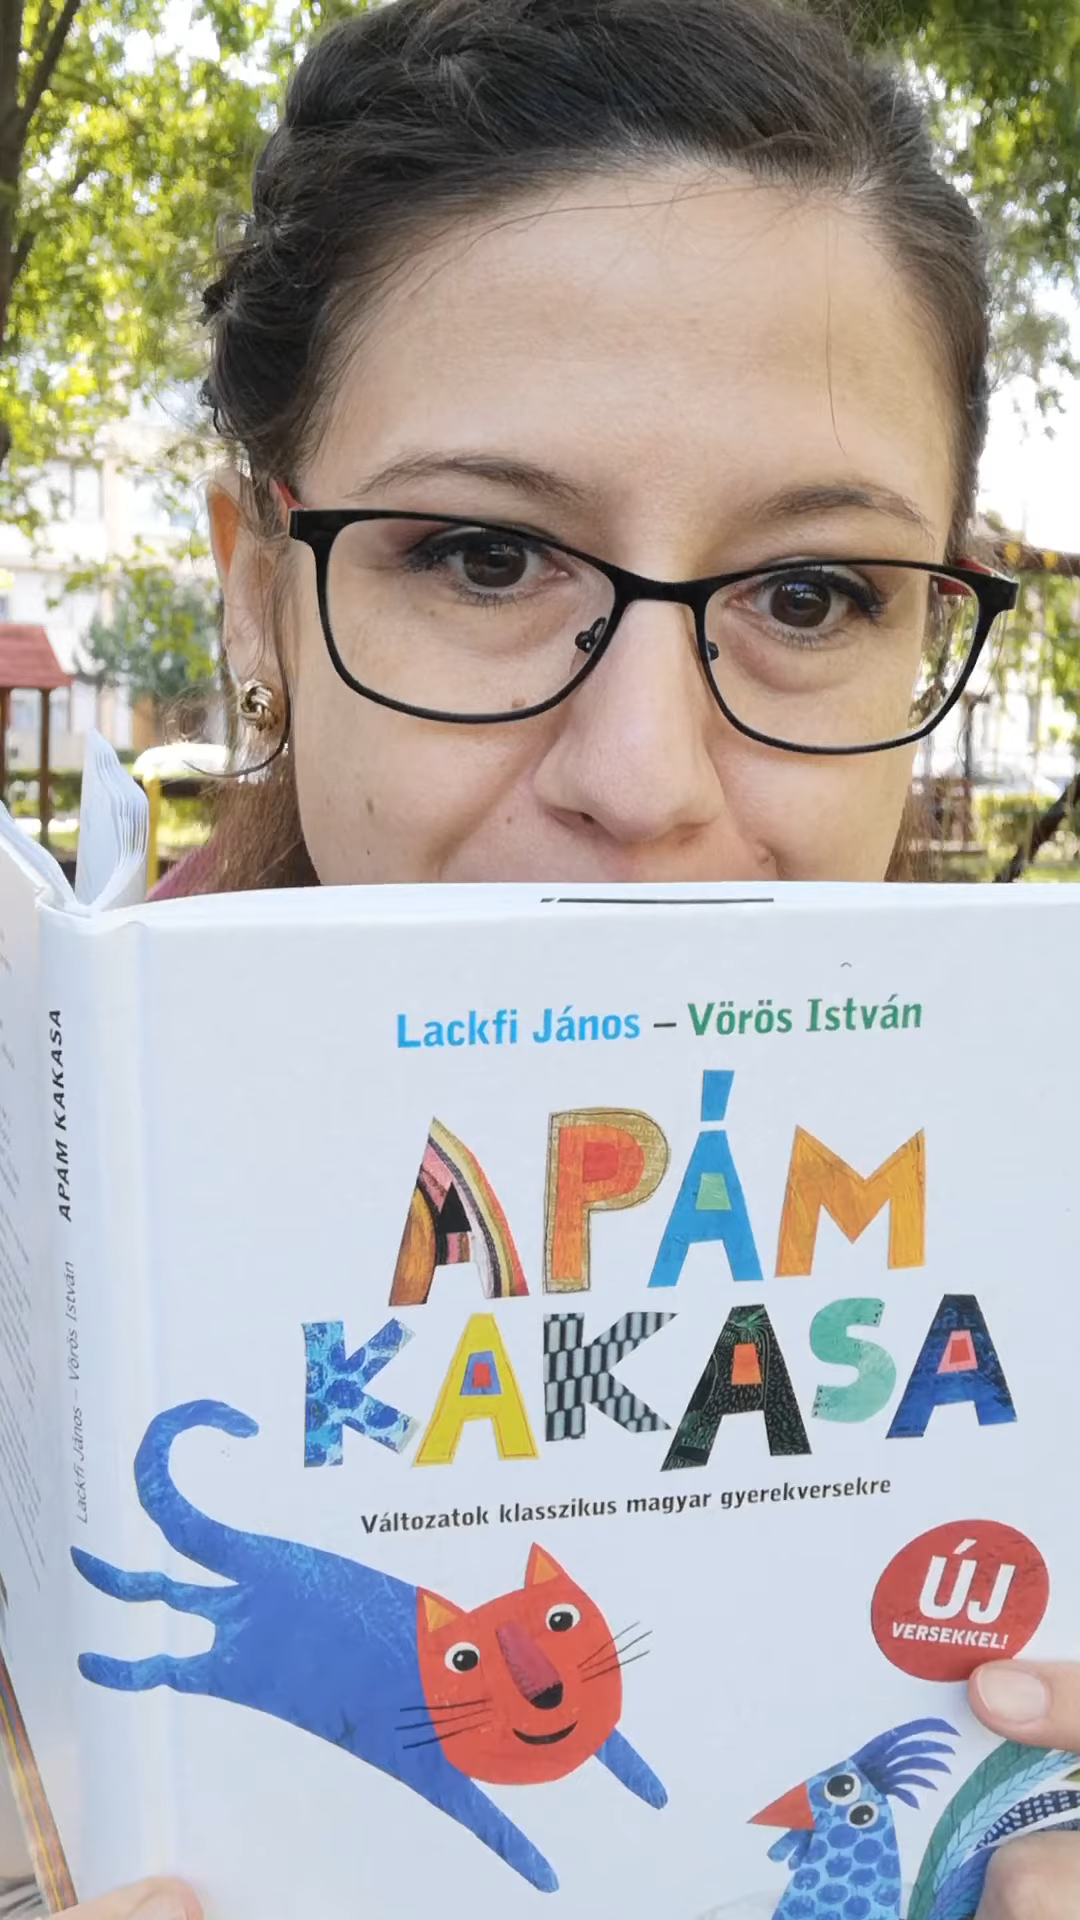 Lackfi János – Vörös István
APÁM
KAKASA
Változatok klasszikus magyar gyerekversekre
ÚJ
VERSEKKEL!
Lackfi János – Vörös István APÁM KAKASA